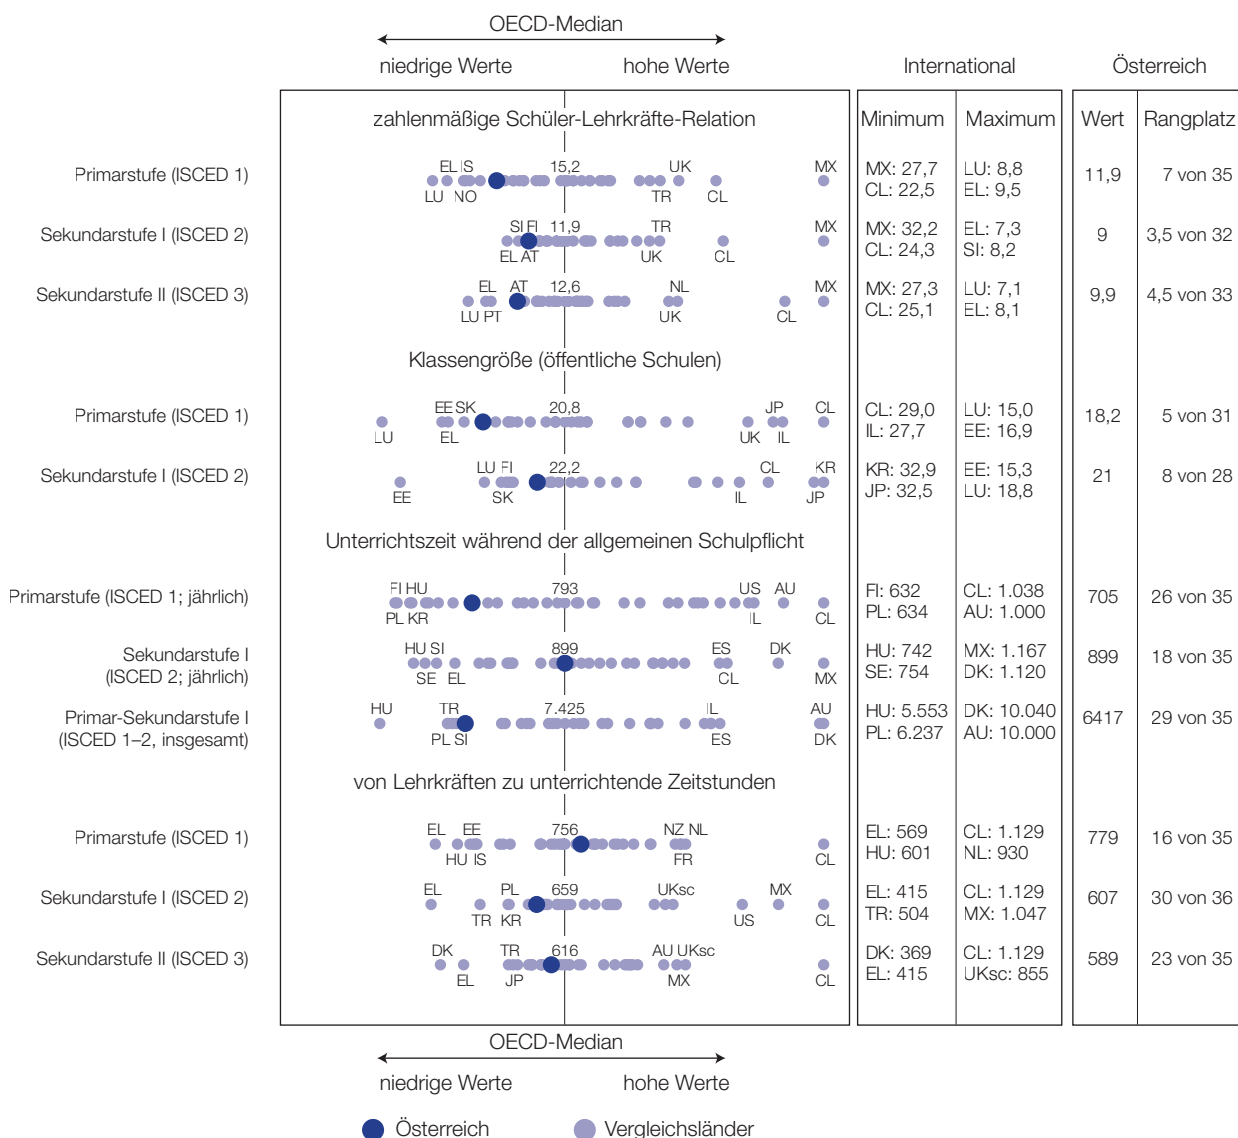 OECD-Median
niedrige Werte hohe Werte International Österreich
zahlenmäßige Schüler-Lehrkräfte-Relation Minimum Maximum Wert Rangplatz
EL IS 15,2 UK MX MX: 27,7 LU: 8,8
Primarstufe (ISCED 1) 11,9 7 von 35
LU NO TR CL CL: 22,5 EL: 9,5
SI FI 11,9 TR MX MX: 32,2 EL: 7,3
Sekundarstufe I (ISCED 2) 9 3,5 von 32
EL AT UK CL CL: 24,3 SI: 8,2
EL AT 12,6 NL MX MX: 27,3 LU: 7,1
Sekundarstufe II (ISCED 3) 9,9 4,5 von 33
LU PT UK CL CL: 25,1 EL: 8,1
Klassengröße (öffentliche Schulen)
EE SK 20,8 JP CL CL: 29,0 LU: 15,0
Primarstufe (ISCED 1) 18,2 5 von 31
LU EL UK IL IL: 27,7 EE: 16,9
LU FI 22,2 CL KR KR: 32,9 EE: 15,3
Sekundarstufe I (ISCED 2) 21 8 von 28
EE SK IL JP JP: 32,5 LU: 18,8
Unterrichtszeit während der allgemeinen Schulpflicht
FI HU 793 US AU FI: 632 CL: 1.038
Primarstufe (ISCED 1; jährlich) 705 26 von 35
PL KR IL CL PL: 634 AU: 1.000
HU SI 899 ES DK HU: 742 MX: 1.167
Sekundarstufe I 899 18 von 35
(ISCED 2; jährlich) SE EL CL MX SE: 754 DK: 1.120
HU TR 7.425 IL AU HU: 5.553 DK: 10.040
Primar-Sekundarstufe I 6417 29 von 35
(ISCED 1–2, insgesamt) PL SI ES DK PL: 6.237 AU: 10.000
von Lehrkräften zu unterrichtende Zeitstunden
EL EE 756 NZ NL EL: 569 CL: 1.129
Primarstufe (ISCED 1) 779 16 von 35
HU IS FR CL HU: 601 NL: 930
EL PL 659 UKsc MX EL: 415 CL: 1.129
Sekundarstufe I (ISCED 2) 607 30 von 36
TR KR US CL TR: 504 MX: 1.047
DK TR 616 AU UKsc DK: 369 CL: 1.129
Sekundarstufe II (ISCED 3) 589 23 von 35
EL JP MX CL EL: 415 UKsc: 855
OECD-Median
niedrige Werte hohe Werte
Österreich Vergleichsländer